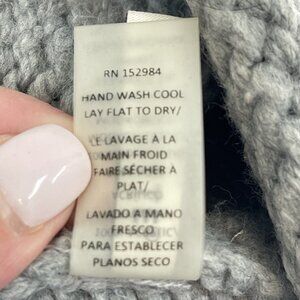 RN 152984
HAND WASH COOL
LAY FLAT TO DRY/
LE LAVAGE À LA
MAIN FROID
FAIRE SÉCHER À
PLAT/
LAVADO A MANO
FRESCO
PARA ESTABLECER
PLANOS SECO